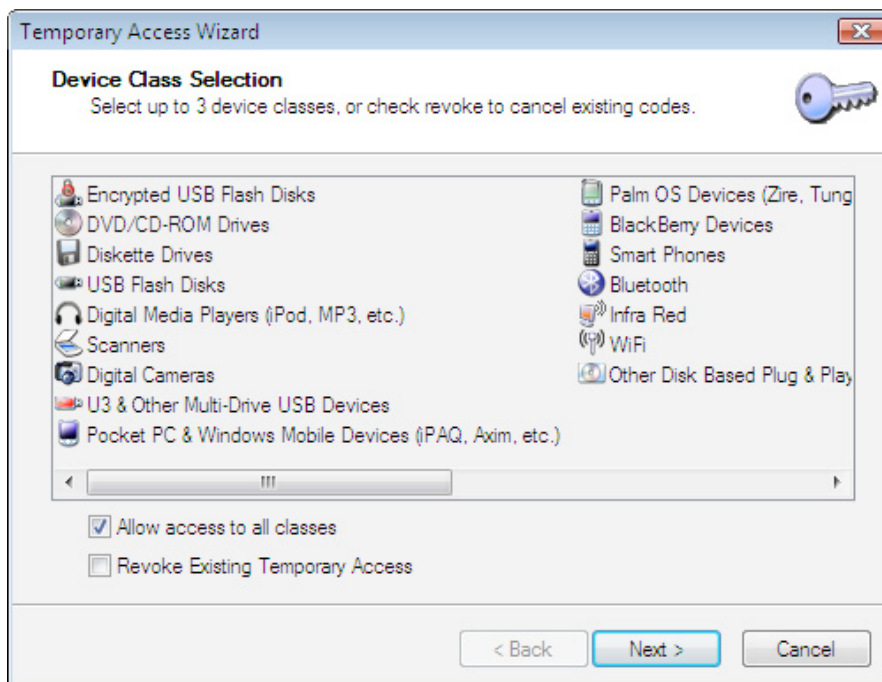 Temporary Access Wizard
Device Class Selection
Select up to 3 device classes, or check revoke to cancel existing codes.
Encrypted USB Flash Disks
DVD/CD-ROM Drives
Diskette Drives
USB Flash Disks
Digital Media Players (iPod, MP3, etc.)
Scanners
Digital Cameras
U3 & Other Multi-Drive USB Devices
Pocket PC & Windows Mobile Devices (iPAQ, Axim, etc.)
Palm OS Devices (Zire, Tung
BlackBerry Devices
Smart Phones
Bluetooth
Infra Red
WiFi
Other Disk Based Plug & Play
Allow access to all classes
Revoke Existing Temporary Access
< Back
Next >
Cancel